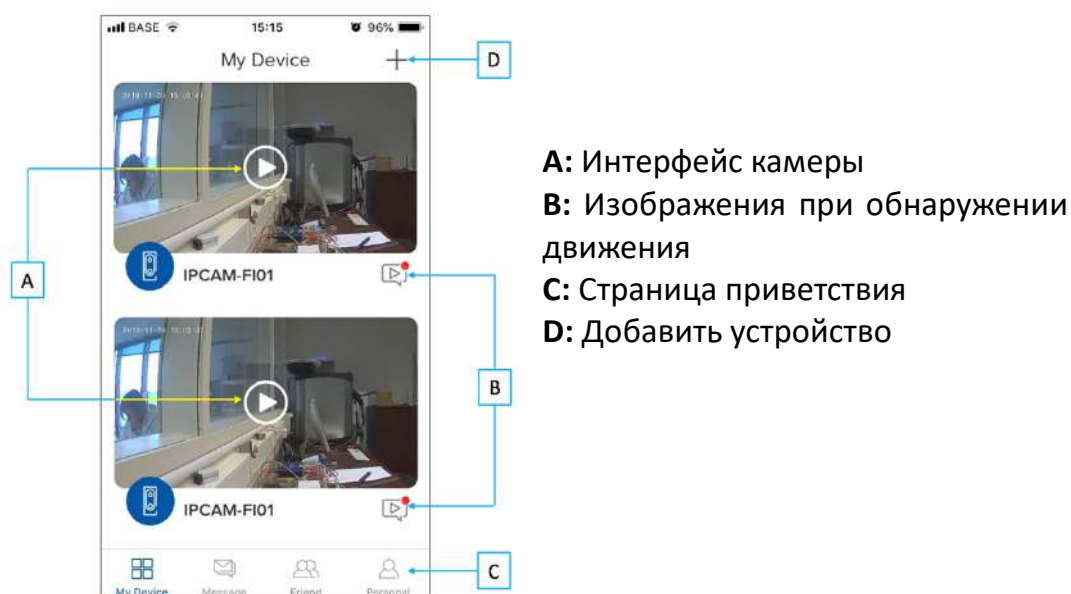 BASE 15:15 96%
My Device
D
A: Интерфейс камеры
B: Изображения при обнаружении
движения
C: Страница приветствия
D: Добавить устройство
A
IPCAM-FI01
B
IPCAM-FI01
C
My Device Message Friend Personal